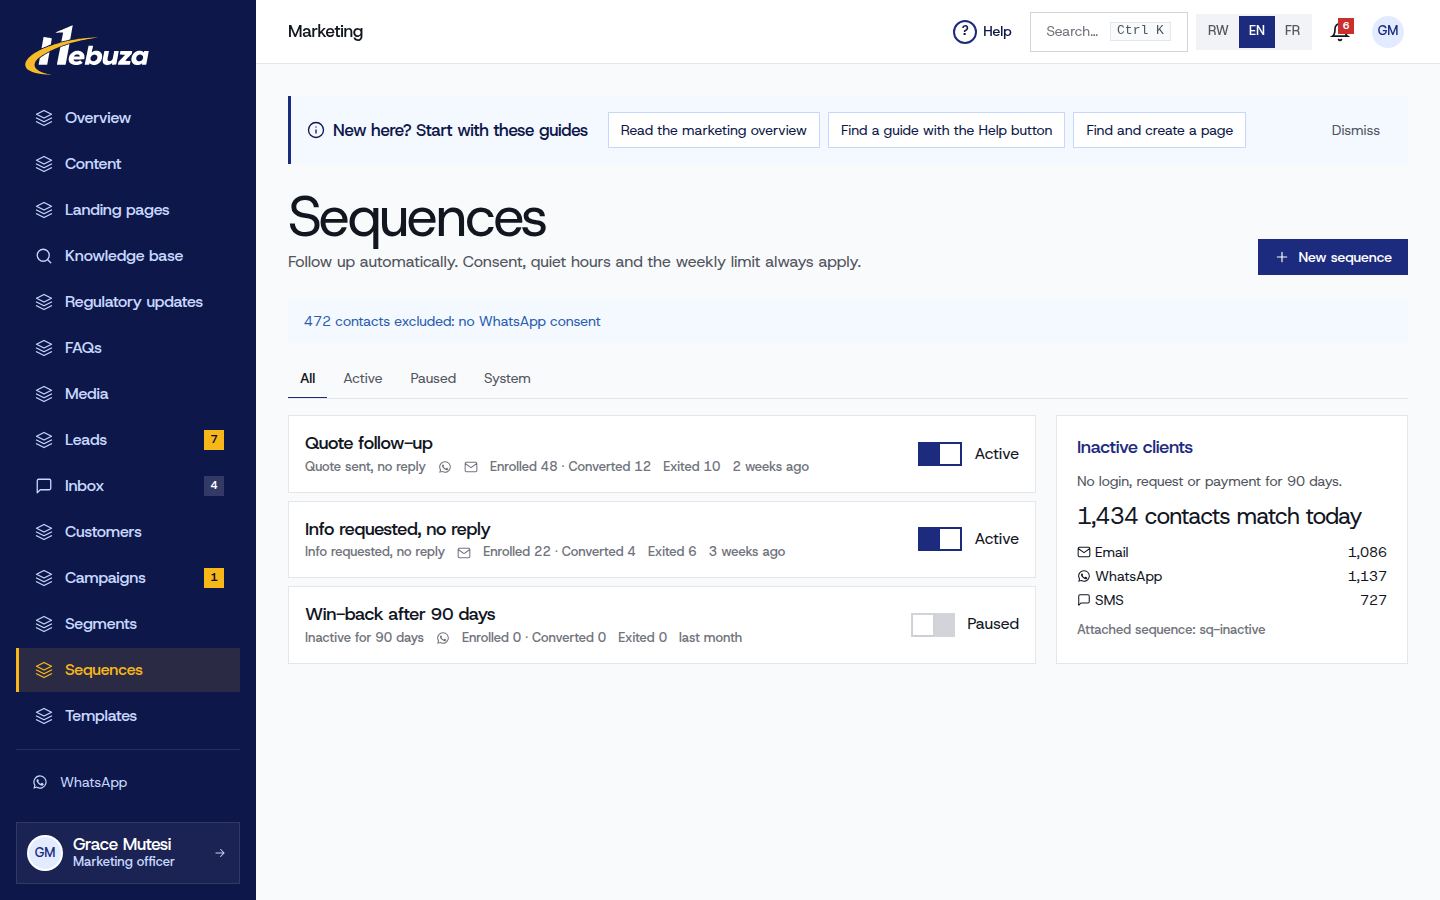 Hebuza
Overview
Content
Landing pages
Knowledge base
Regulatory updates
FAQs
Media
Leads 7
Inbox 4
Customers
Campaigns 1
Segments
Sequences
Templates
WhatsApp
GM Grace Mutesi
Marketing officer
Marketing
? Help
Search... Ctrl K
RW EN FR
6
GM
New here? Start with these guides
Read the marketing overview
Find a guide with the Help button
Find and create a page
Dismiss
Sequences
Follow up automatically. Consent, quiet hours and the weekly limit always apply.
New sequence
472 contacts excluded: no WhatsApp consent
All Active Paused System
Quote follow-up
Quote sent, no reply Enrolled 48 · Converted 12 Exited 10 2 weeks ago
Active
Info requested, no reply
Info requested, no reply Enrolled 22 · Converted 4 Exited 6 3 weeks ago
Active
Win-back after 90 days
Inactive for 90 days Enrolled 0 · Converted 0 Exited 0 last month
Paused
Inactive clients
No login, request or payment for 90 days.
1,434 contacts match today
Email 1,086
WhatsApp 1,137
SMS 727
Attached sequence: sq-inactive